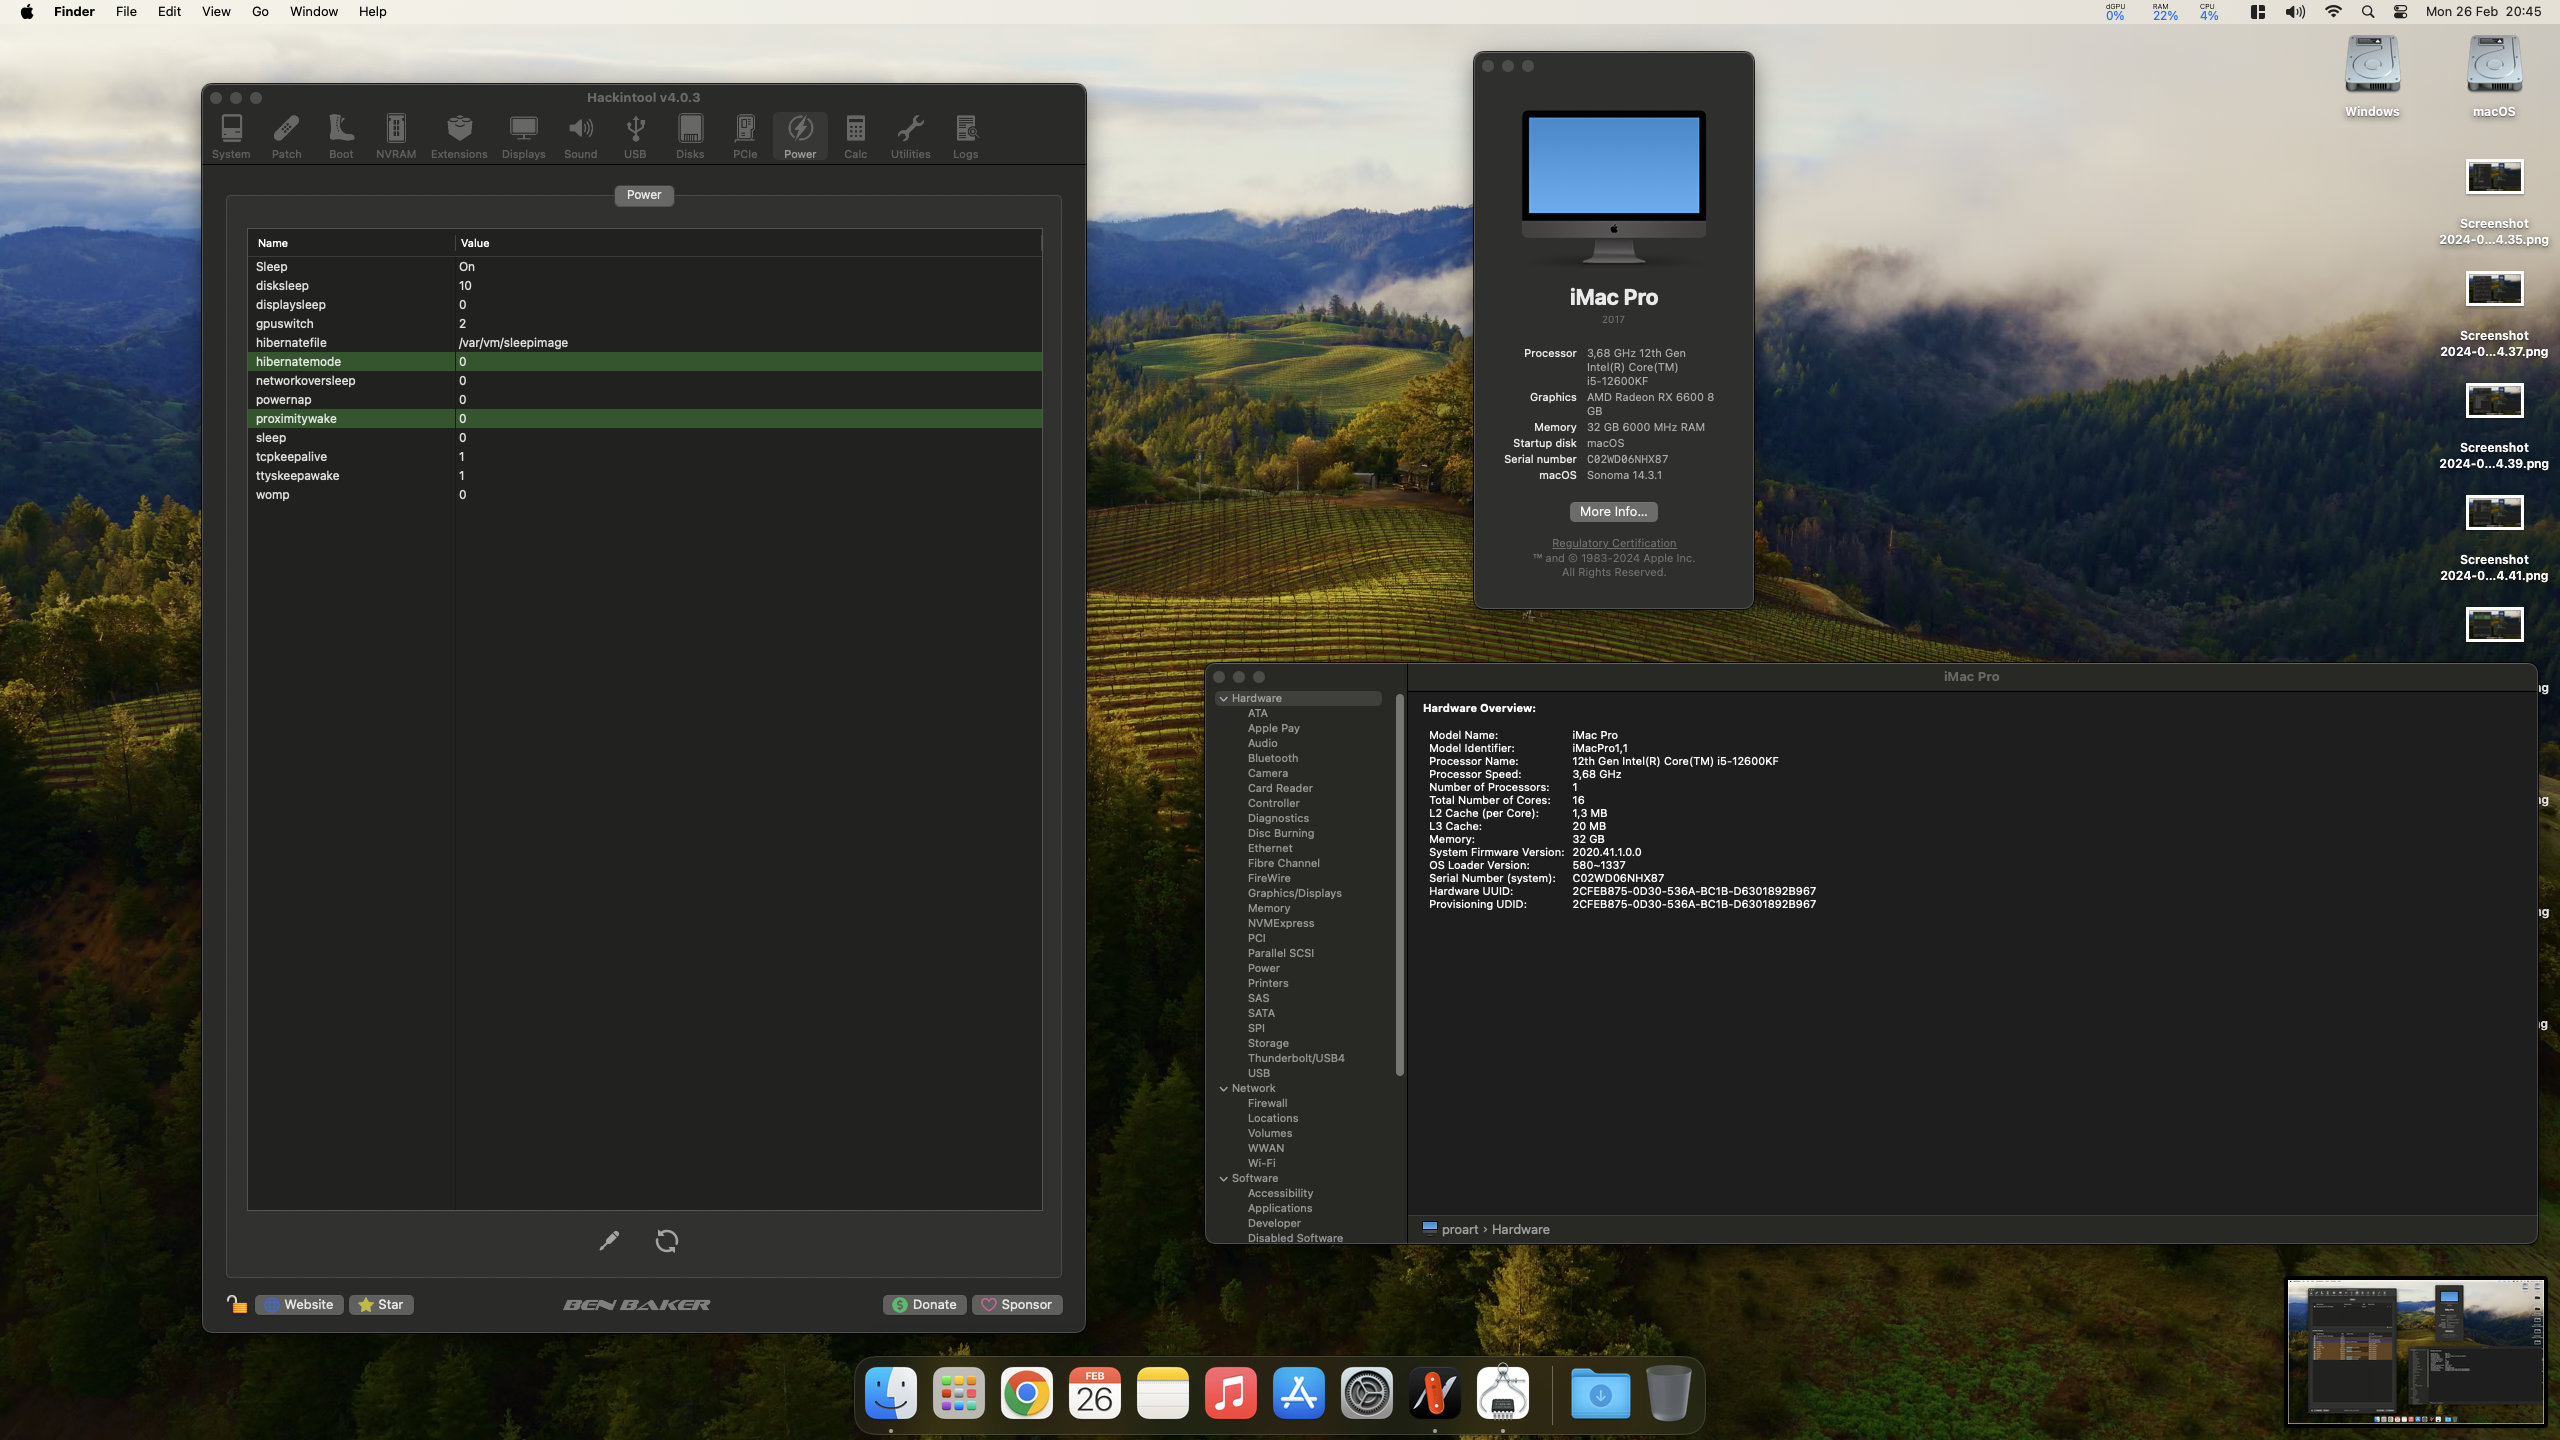 Finder File Edit View Go Window Help
dGPU 0% RAM 22% CPU 4% Mon 26 Feb 20:45
Windows macOS
Screenshot
2024-0...4.35.png
Screenshot
2024-0...4.37.png
Screenshot
2024-0...4.39.png
Screenshot
2024-0...4.41.png
ng
ng
ng
ng
Hackintool v4.0.3
System Patch Boot NVRAM Extensions Displays Sound USB Disks PCIe Power Calc Utilities Logs
Power
Name Value
Sleep On
disksleep 10
displaysleep 0
gpuswitch 2
hibernatefile /var/vm/sleepimage
hibernatemode 0
networkoversleep 0
powernap 0
proximitywake 0
sleep 0
tcpkeepalive 1
ttyskeepawake 1
womp 0
Website Star BEN BAKER Donate Sponsor
iMac Pro
2017
Processor 3,68 GHz 12th Gen
Intel(R) Core(TM)
i5-12600KF
Graphics AMD Radeon RX 6600 8
GB
Memory 32 GB 6000 MHz RAM
Startup disk macOS
Serial number C02WD06NHX87
macOS Sonoma 14.3.1
More Info...
Regulatory Certification
™ and © 1983-2024 Apple Inc.
All Rights Reserved.
iMac Pro
Hardware
ATA
Apple Pay
Audio
Bluetooth
Camera
Card Reader
Controller
Diagnostics
Disc Burning
Ethernet
Fibre Channel
FireWire
Graphics/Displays
Memory
NVMExpress
PCI
Parallel SCSI
Power
Printers
SAS
SATA
SPI
Storage
Thunderbolt/USB4
USB
Network
Firewall
Locations
Volumes
WWAN
Wi-Fi
Software
Accessibility
Applications
Developer
Disabled Software
Hardware Overview:
Model Name: iMac Pro
Model Identifier: iMacPro1,1
Processor Name: 12th Gen Intel(R) Core(TM) i5-12600KF
Processor Speed: 3,68 GHz
Number of Processors: 1
Total Number of Cores: 16
L2 Cache (per Core): 1,3 MB
L3 Cache: 20 MB
Memory: 32 GB
System Firmware Version: 2020.41.1.0.0
OS Loader Version: 580~1337
Serial Number (system): C02WD06NHX87
Hardware UUID: 2CFEB875-0D30-536A-BC1B-D6301892B967
Provisioning UDID: 2CFEB875-0D30-536A-BC1B-D6301892B967
proart › Hardware
FEB
26